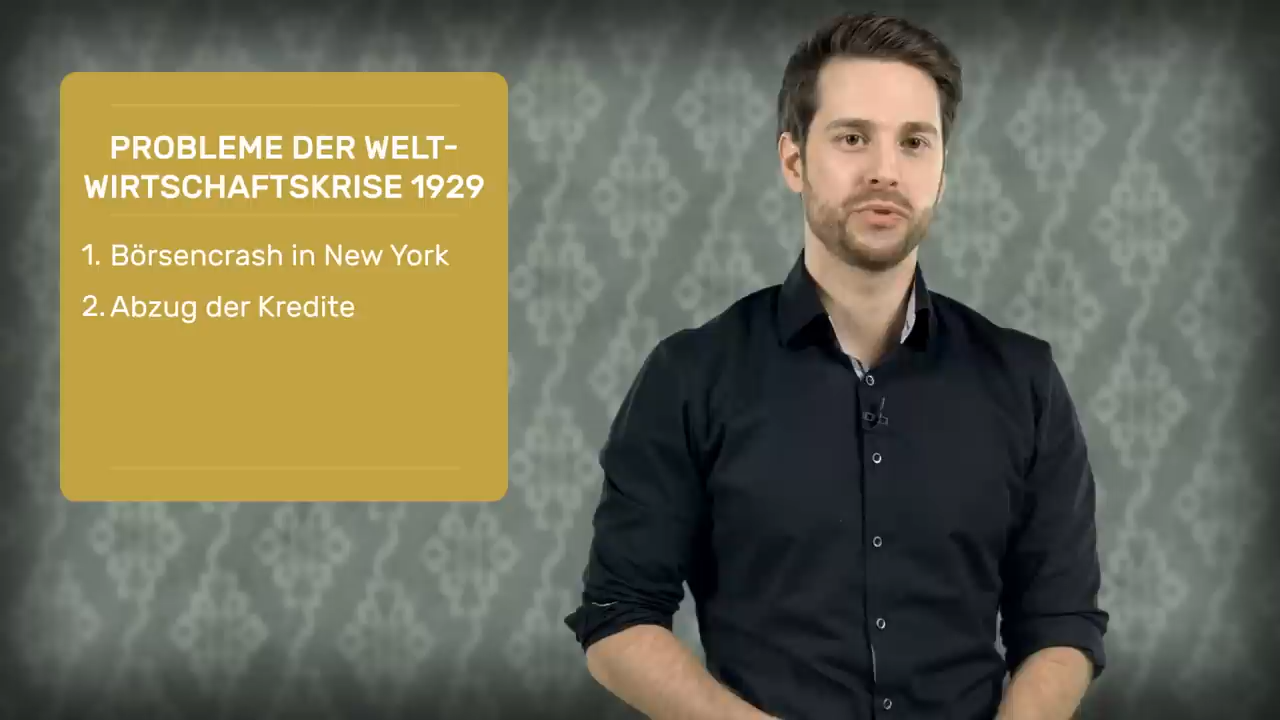 PROBLEME DER WELT-
WIRTSCHAFTSKRISE 1929
1. Börsencrash in New York
2. Abzug der Kredite